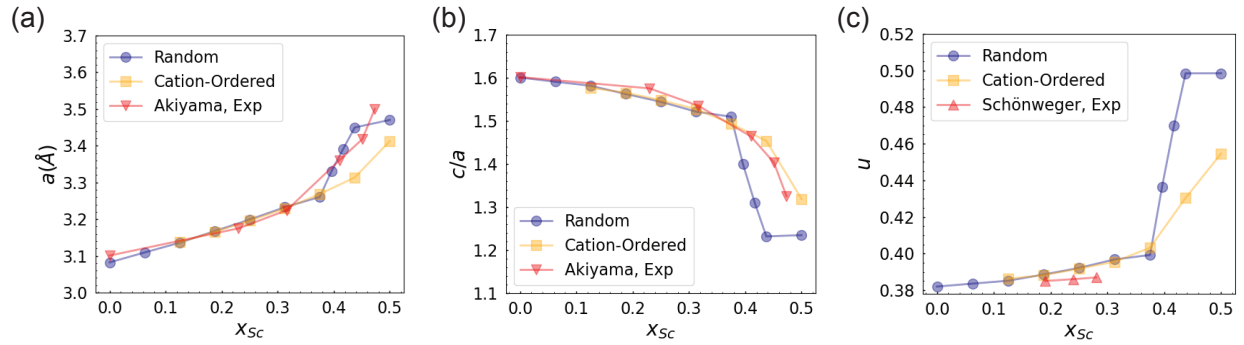 (a)
3.7
3.6
3.5
3.4
3.3
3.2
3.1
3.0
a(Å)
Random
Cation-Ordered
Akiyama, Exp
0.0 0.1 0.2 0.3 0.4 0.5
x_Sc
(b)
1.7
1.6
1.5
1.4
1.3
1.2
1.1
c/a
Random
Cation-Ordered
Akiyama, Exp
0.0 0.1 0.2 0.3 0.4 0.5
x_Sc
(c)
0.52
0.50
0.48
0.46
0.44
0.42
0.40
0.38
u
Random
Cation-Ordered
Schönweger, Exp
0.0 0.1 0.2 0.3 0.4 0.5
x_Sc